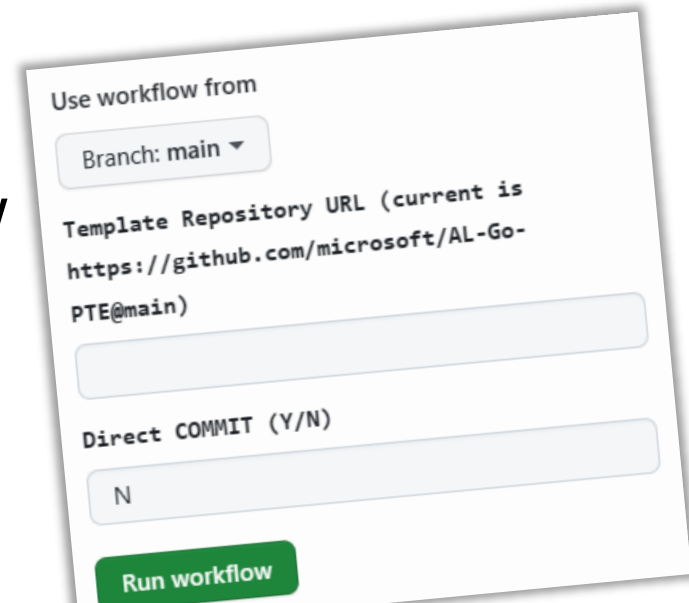 Use workflow from
Branch: main
Template Repository URL (current is
https://github.com/microsoft/AL-Go-
PTE@main)
Direct COMMIT (Y/N)
N
Run workflow